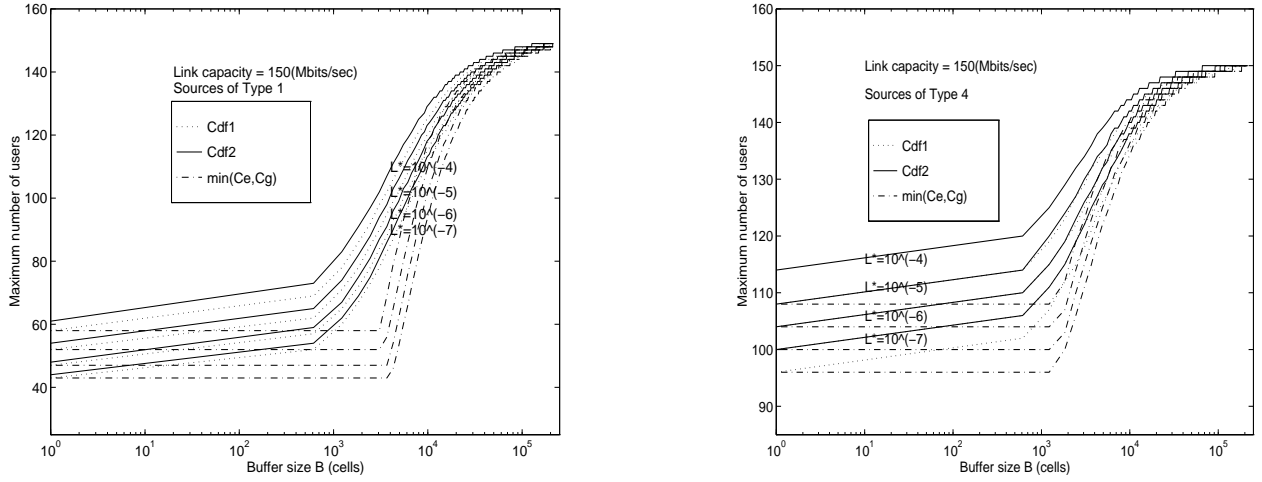 160
140
120
100
80
60
40
Maximum number of users
Link capacity = 150(Mbits/sec)
Sources of Type 1
Cdf1
Cdf2
min(Ce,Cg)
L*=10^(−4)
L*=10^(−5)
L*=10^(−6)
L*=10^(−7)
10^0 10^1 10^2 10^3 10^4 10^5
Buffer size B (cells)
160
150
140
130
120
110
100
90
Maximum number of users
Link capacity = 150(Mbits/sec)
Sources of Type 4
Cdf1
Cdf2
min(Ce,Cg)
L*=10^(−4)
L*=10^(−5)
L*=10^(−6)
L*=10^(−7)
10^0 10^1 10^2 10^3 10^4 10^5
Buffer size B (cells)